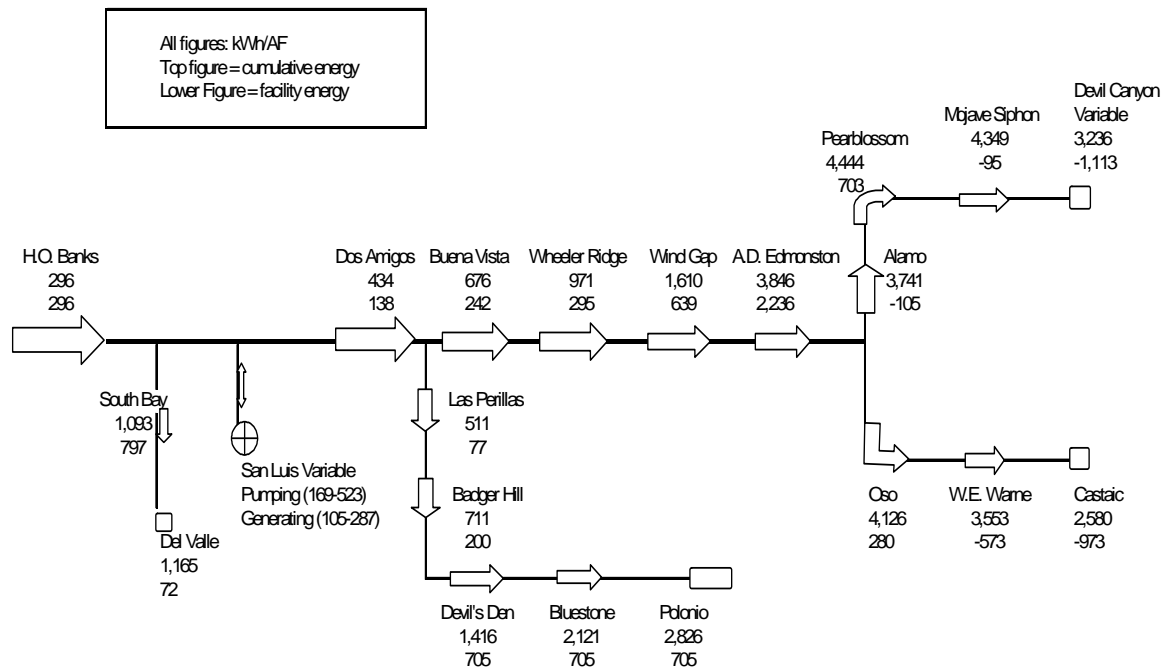 All figures: kWh/AF
Top figure = cumulative energy
Lower Figure = facility energy
Devil Canyon
Variable
3,236
-1,113
Mojave Siphon
4,349
-95
Pearblossom
4,444
703
H.O. Banks
296
296
Dos Amigos
434
138
Buena Vista
676
242
Wheeler Ridge
971
295
Wind Gap
1,610
639
A.D. Edmonston
3,846
2,236
Alamo
3,741
-105
South Bay
1,093
797
San Luis Variable
Pumping (169-523)
Generating (105-287)
Del Valle
1,165
72
Las Perillas
511
77
Badger Hill
711
200
Oso
4,126
280
W.E. Warne
3,553
-573
Castaic
2,580
-973
Devil's Den
1,416
705
Bluestone
2,121
705
Polonio
2,826
705